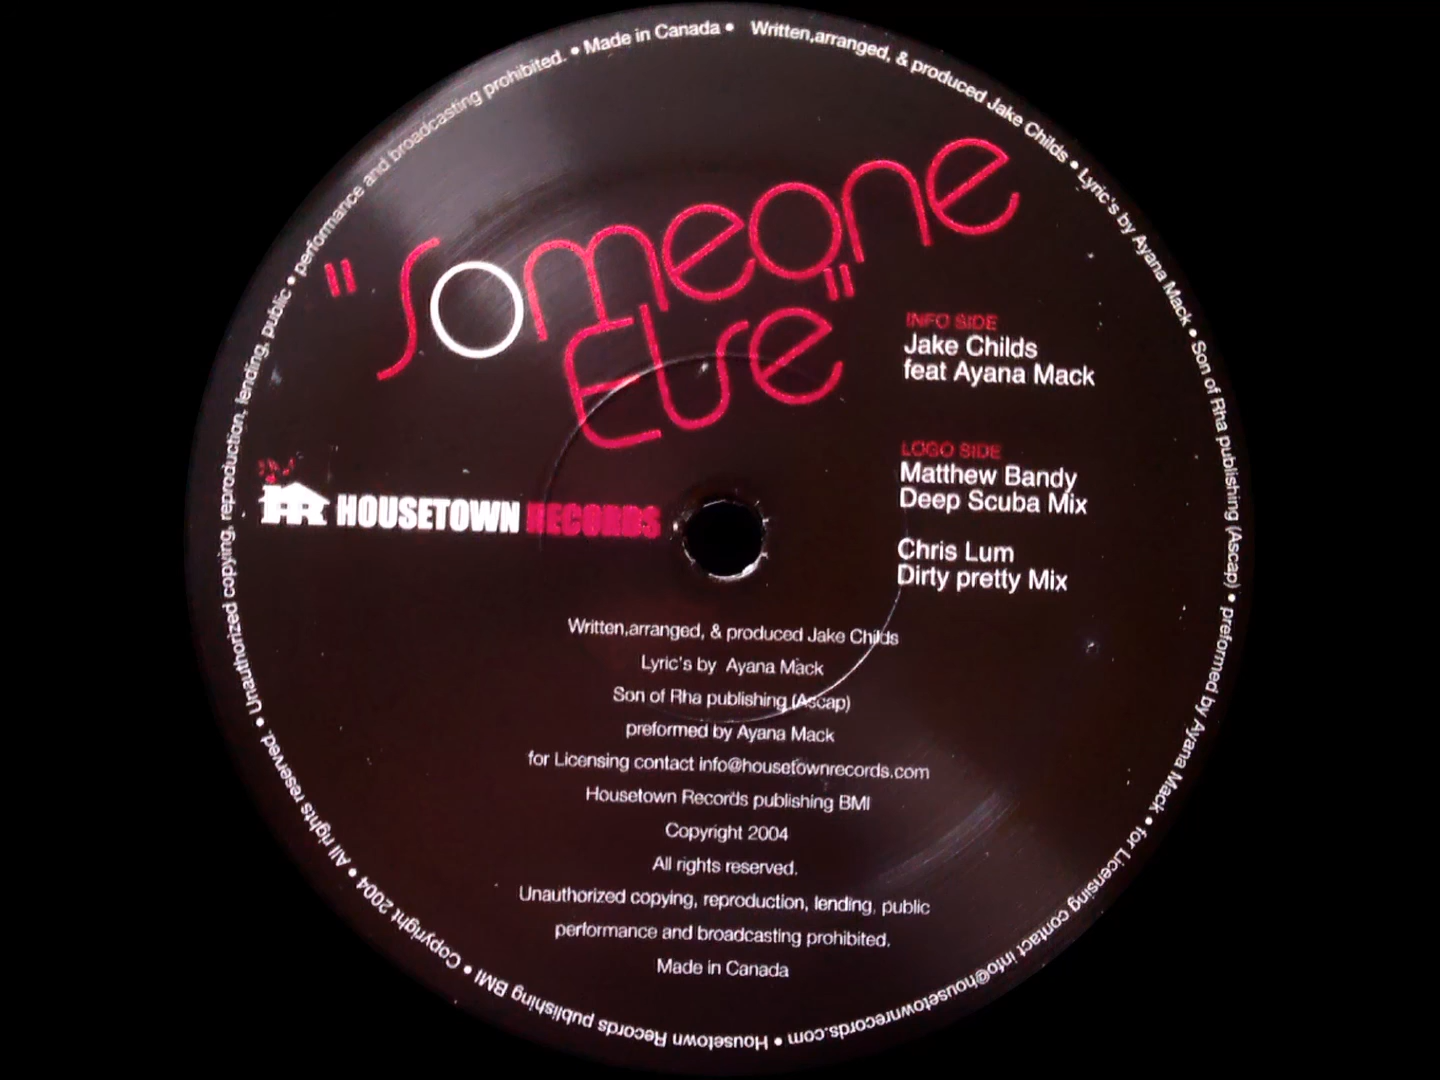 "Someone
Else"
INFO SIDE
Jake Childs
feat Ayana Mack
LOGO SIDE
Matthew Bandy
Deep Scuba Mix
Chris Lum
Dirty pretty Mix
HOUSETOWN RECORDS
Written,arranged, & produced Jake Childs
Lyric's by Ayana Mack
Son of Rha publishing (Ascap)
preformed by Ayana Mack
for Licensing contact info@housetownrecords.com
Housetown Records publishing BMI
Copyright 2004
All rights reserved.
Unauthorized copying, reproduction, lending, public
performance and broadcasting prohibited.
Made in Canada
Written,arranged, & produced Jake Childs • Lyric's by Ayana Mack • Son of Rha publishing (Ascap) • preformed by Ayana Mack • for Licensing contact info@housetownrecords.com • Housetown Records publishing BMI • Copyright 2004 • All rights reserved. • Unauthorized copying, reproduction, lending, public • performance and broadcasting prohibited. • Made in Canada •